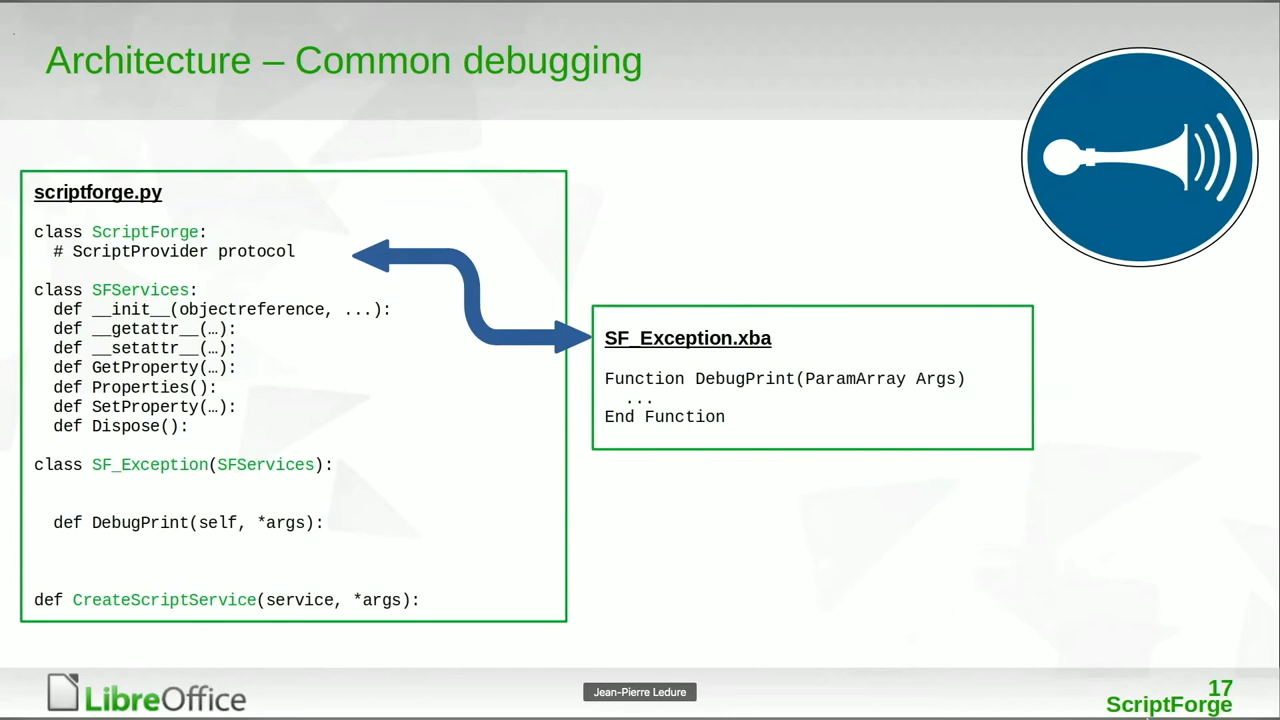 Architecture – Common debugging
scriptforge.py
class ScriptForge:
# ScriptProvider protocol
class SFServices:
def __init__(objectreference, ...):
def __getattr__(…):
def __setattr__(…):
def GetProperty(…):
def Properties():
def SetProperty(…):
def Dispose():
class SF_Exception(SFServices):
def DebugPrint(self, *args):
def CreateScriptService(service, *args):
SF_Exception.xba
Function DebugPrint(ParamArray Args)
...
End Function
LibreOffice
Jean-Pierre Ledure
17
ScriptForge